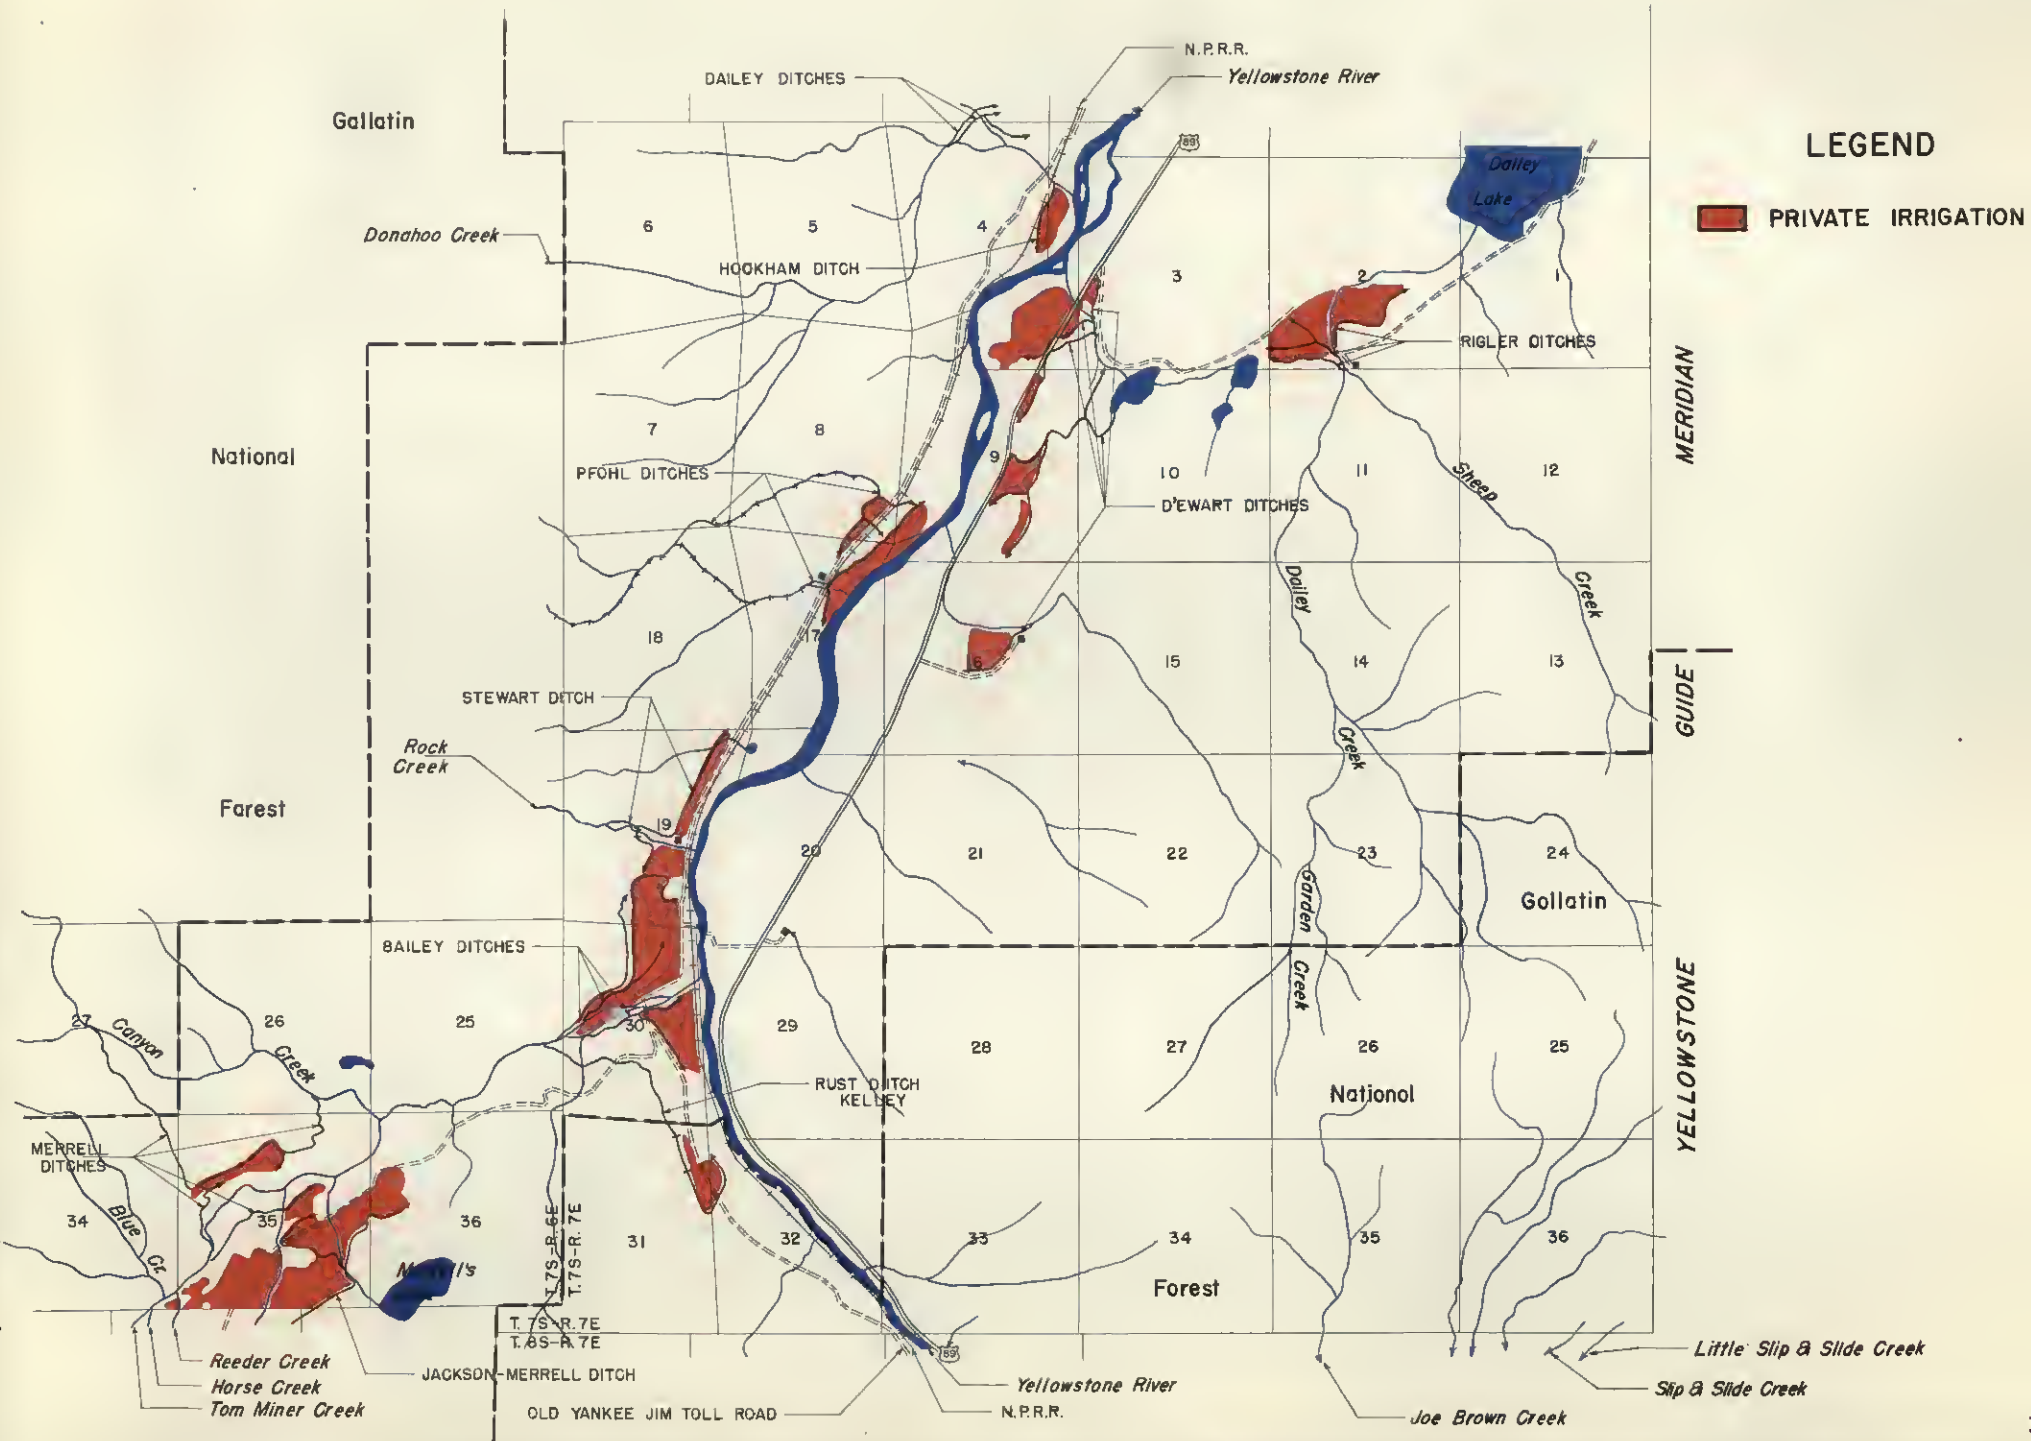 N.P.R.R.
DAILEY DITCHES
Yellowstone River
Gallatin
89
LEGEND
Dailey
Lake
PRIVATE IRRIGATION
Donahoo Creek
6
5
4
HOOKHAM DITCH
3
2
1
RIGLER DITCHES
MERIDIAN
National
7
8
9
10
11
12
PFOHL DITCHES
Sheep
Creek
D'EWART DITCHES
Dailey
Creek
18
17
16
15
14
13
STEWART DITCH
GUIDE
Rock
Creek
Forest
19
20
21
22
23
24
Garden
Creek
Gallatin
BAILEY DITCHES
27
Canyon
Creek
26
25
30
29
28
27
26
25
RUST DITCH
KELLEY
National
YELLOWSTONE
MERRELL
DITCHES
34
Blue
Cr.
35
36
T. 7S-R. 6E
T. 7S-R. 7E
31
32
33
34
35
36
Forest
T. 7S-R. 7E
T. 8S-R. 7E
89
Reeder Creek
Horse Creek
Tom Miner Creek
JACKSON-MERRELL DITCH
OLD YANKEE JIM TOLL ROAD
Yellowstone River
N.P.R.R.
Little Slip & Slide Creek
Slip & Slide Creek
Joe Brown Creek